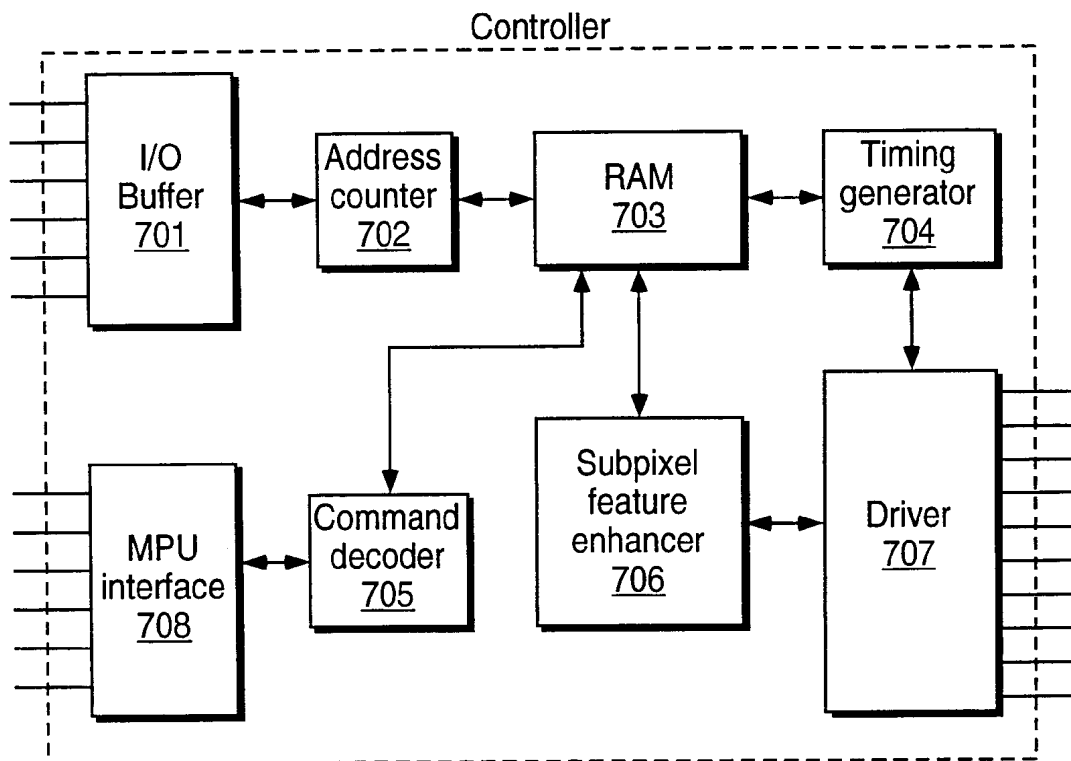 Controller
I/O
Buffer
701
Address
counter
702
RAM
703
Timing
generator
704
MPU
interface
708
Command
decoder
705
Subpixel
feature
enhancer
706
Driver
707